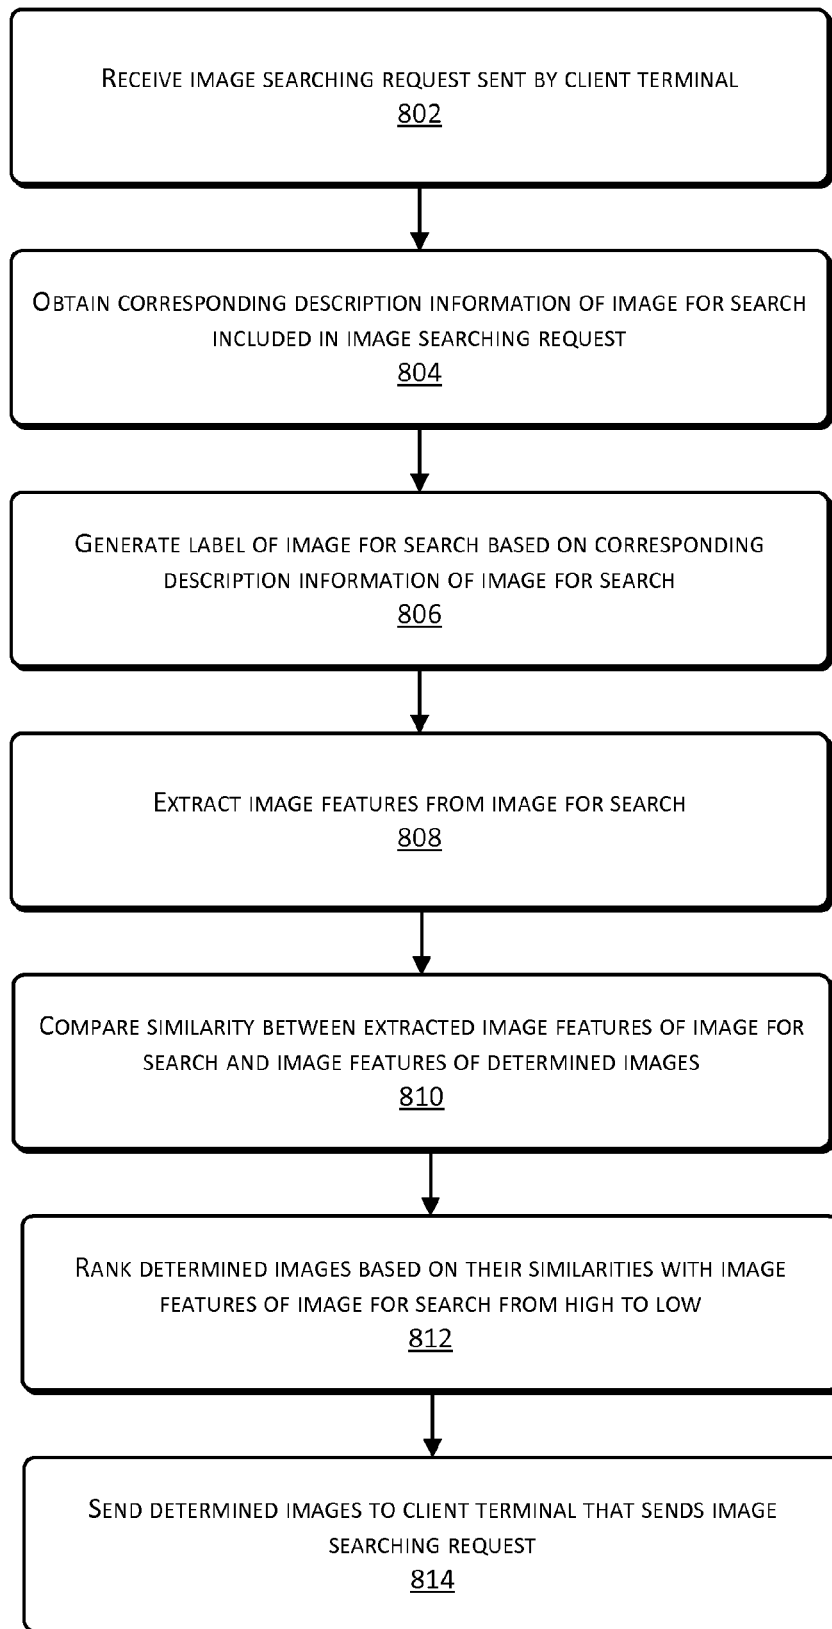 RECEIVE IMAGE SEARCHING REQUEST SENT BY CLIENT TERMINAL
802
OBTAIN CORRESPONDING DESCRIPTION INFORMATION OF IMAGE FOR SEARCH
INCLUDED IN IMAGE SEARCHING REQUEST
804
GENERATE LABEL OF IMAGE FOR SEARCH BASED ON CORRESPONDING
DESCRIPTION INFORMATION OF IMAGE FOR SEARCH
806
EXTRACT IMAGE FEATURES FROM IMAGE FOR SEARCH
808
COMPARE SIMILARITY BETWEEN EXTRACTED IMAGE FEATURES OF IMAGE FOR
SEARCH AND IMAGE FEATURES OF DETERMINED IMAGES
810
RANK DETERMINED IMAGES BASED ON THEIR SIMILARITIES WITH IMAGE
FEATURES OF IMAGE FOR SEARCH FROM HIGH TO LOW
812
SEND DETERMINED IMAGES TO CLIENT TERMINAL THAT SENDS IMAGE
SEARCHING REQUEST
814